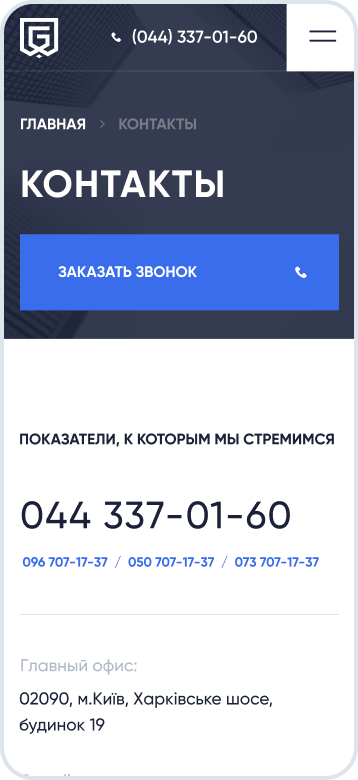 (044) 337-01-60
ГЛАВНАЯ > КОНТАКТЫ
КОНТАКТЫ
ЗАКАЗАТЬ ЗВОНОК
ПОКАЗАТЕЛИ, К КОТОРЫМ МЫ СТРЕМИМСЯ
044 337-01-60
096 707-17-37 / 050 707-17-37 / 073 707-17-37
Главный офис:
02090, м.Київ, Харківське шосе,
будинок 19